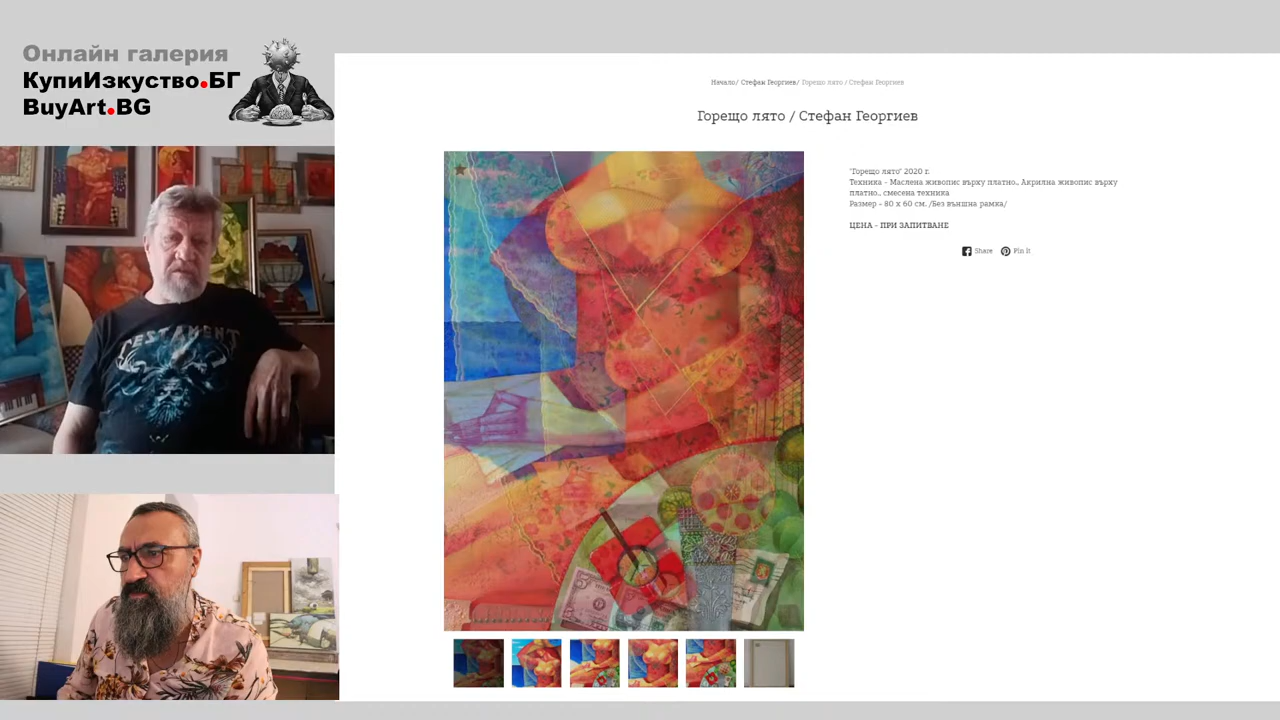 Онлайн галерия
КупиИзкуство.БГ
BuyArt.BG
Начало/ Стефан Георгиев/ Горещо лято / Стефан Георгиев
Горещо лято / Стефан Георгиев
"Горещо лято" 2020 г.
Техника - Маслена живопис върху платно., Акрилна живопис върху
платно., смесена техника
Размер - 80 х 60 см. /Без външна рамка/
ЦЕНА - ПРИ ЗАПИТВАНЕ
Share Pin It
TESTAMENT